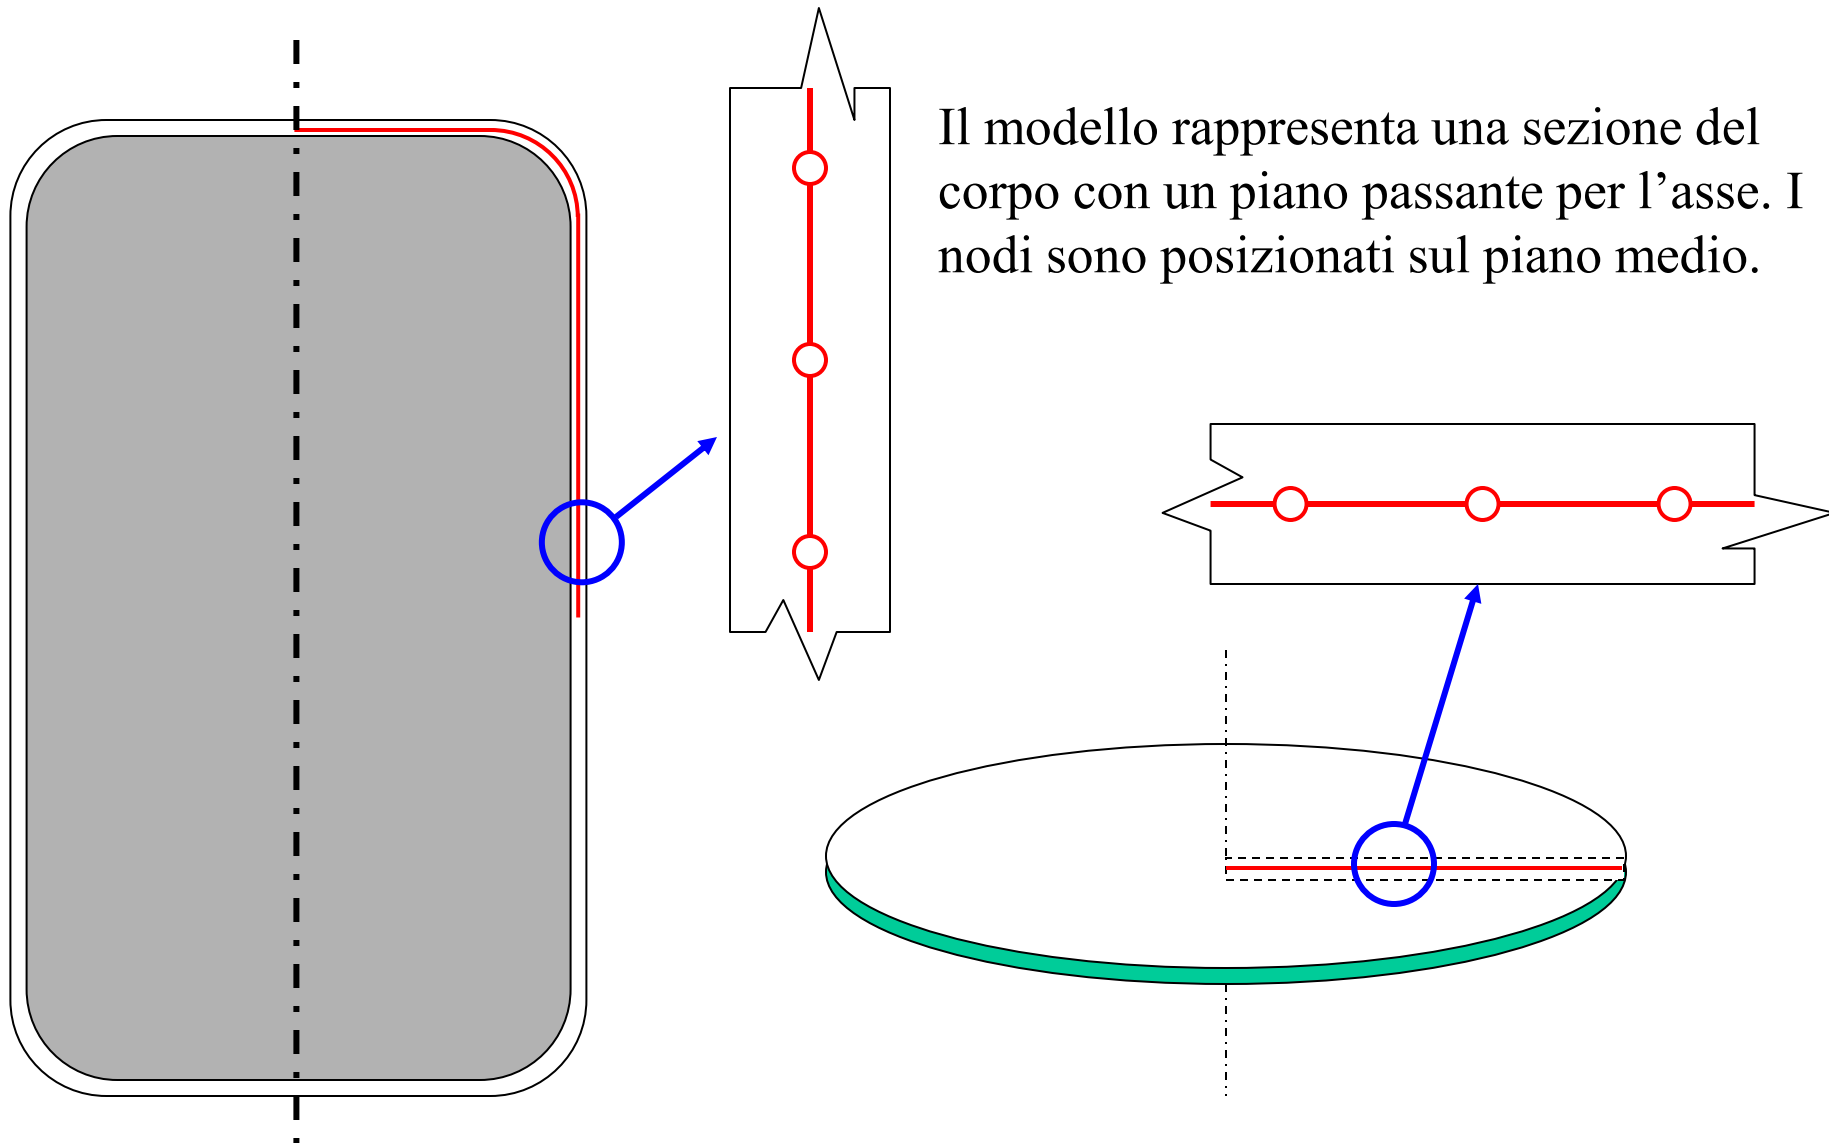 Il modello rappresenta una sezione del
corpo con un piano passante per l’asse. I
nodi sono posizionati sul piano medio.